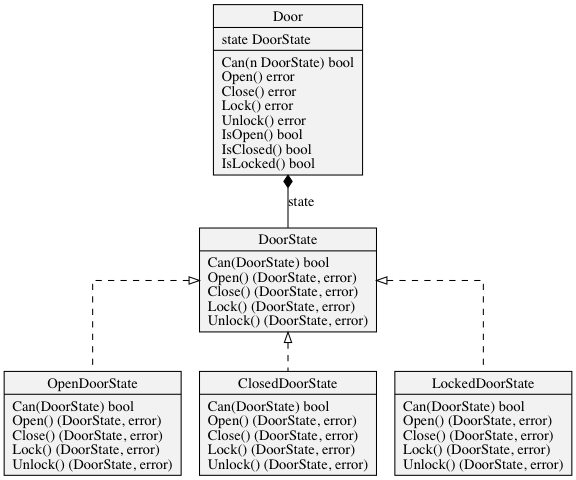 Door
state DoorState
Can(n DoorState) bool
Open() error
Close() error
Lock() error
Unlock() error
IsOpen() bool
IsClosed() bool
IsLocked() bool
state
DoorState
Can(DoorState) bool
Open() (DoorState, error)
Close() (DoorState, error)
Lock() (DoorState, error)
Unlock() (DoorState, error)
OpenDoorState
Can(DoorState) bool
Open() (DoorState, error)
Close() (DoorState, error)
Lock() (DoorState, error)
Unlock() (DoorState, error)
ClosedDoorState
Can(DoorState) bool
Open() (DoorState, error)
Close() (DoorState, error)
Lock() (DoorState, error)
Unlock() (DoorState, error)
LockedDoorState
Can(DoorState) bool
Open() (DoorState, error)
Close() (DoorState, error)
Lock() (DoorState, error)
Unlock() (DoorState, error)